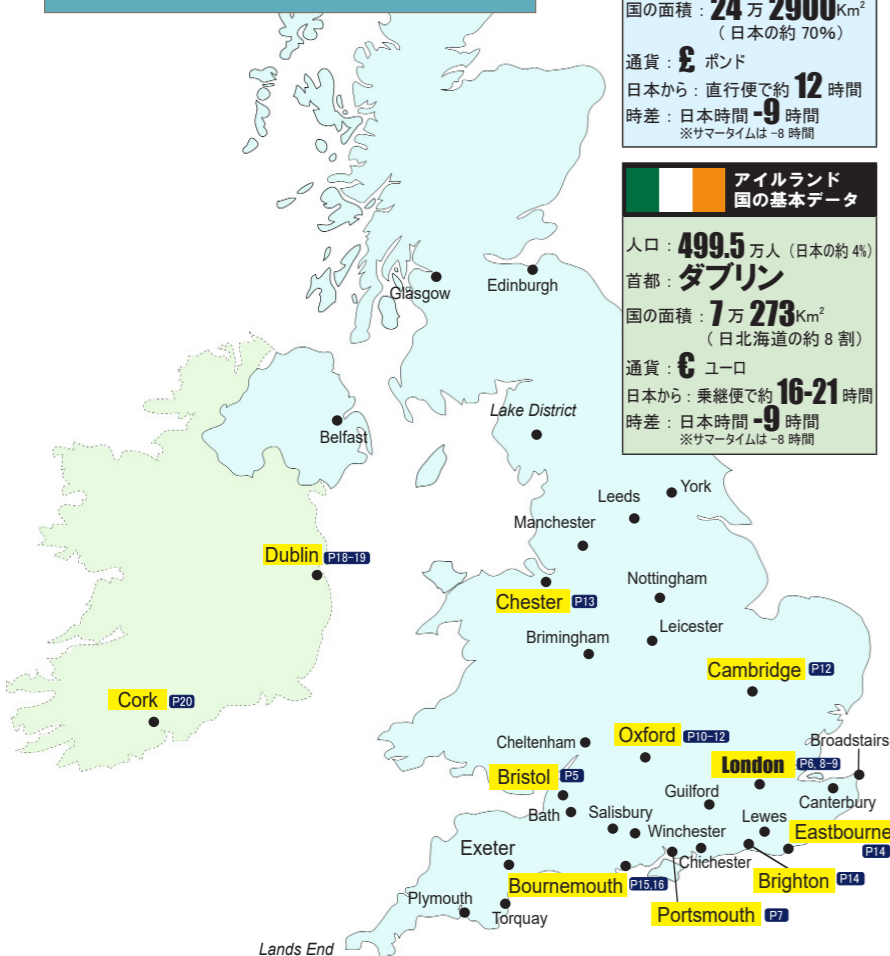 国の面積：24万2900Km²
（日本の約70%）
通貨：£ ポンド
日本から：直行便で約12時間
時差：日本時間-9時間
※サマータイムは-8時間
アイルランド
国の基本データ
人口：499.5万人（日本の約4%）
首都：ダブリン
国の面積：7万273Km²
（日北海道の約8割）
通貨：€ ユーロ
日本から：乗継便で約16-21時間
時差：日本時間-9時間
※サマータイムは-8時間
Glasgow
Edinburgh
Lake District
Belfast
York
Leeds
Manchester
Dublin P18-19
Nottingham
Chester P13
Leicester
Brimingham
Cambridge P12
Cork P20
Cheltenham
Oxford P10-12
Broadstairs
London P6, 8-9
Bristol P5
Guilford
Canterbury
Bath
Salisbury
Lewes
Winchester
Eastbourne
P14
Exeter
Chichester
Bournemouth P15,16
Brighton P14
Plymouth
Portsmouth P7
Torquay
Lands End